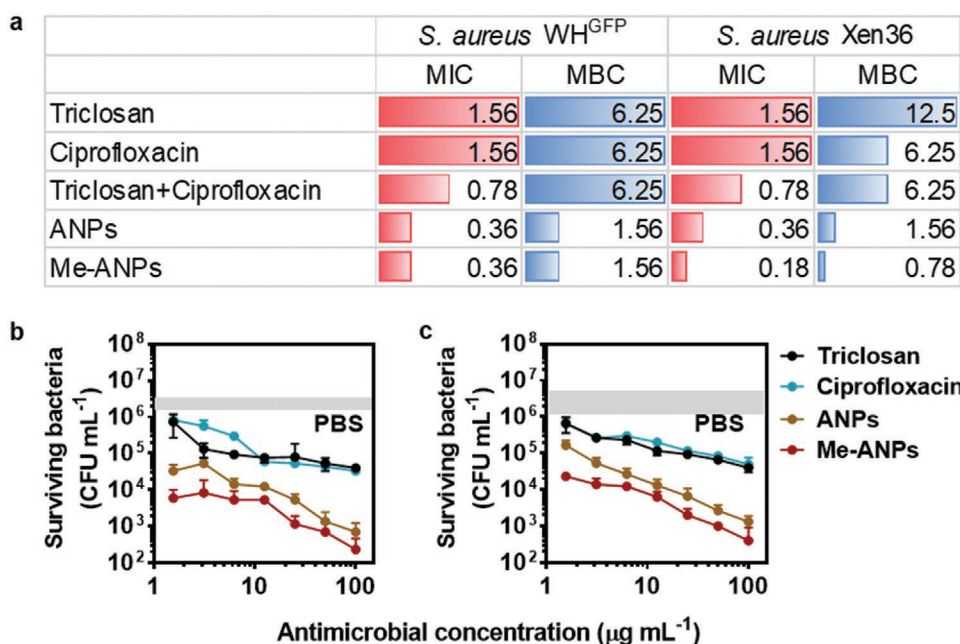 a
S. aureus WH^GFP S. aureus Xen36
MIC MBC MIC MBC
Triclosan 1.56 6.25 1.56 12.5
Ciprofloxacin 1.56 6.25 1.56 6.25
Triclosan+Ciprofloxacin 0.78 6.25 0.78 6.25
ANPs 0.36 1.56 0.36 1.56
Me-ANPs 0.36 1.56 0.18 0.78
b
Surviving bacteria
(CFU mL⁻¹)
10⁸
10⁷
10⁶
10⁵
10⁴
10³
10²
PBS
1 10 100
c
Surviving bacteria
(CFU mL⁻¹)
10⁸
10⁷
10⁶
10⁵
10⁴
10³
10²
PBS
1 10 100
Triclosan
Ciprofloxacin
ANPs
Me-ANPs
Antimicrobial concentration (µg mL⁻¹)